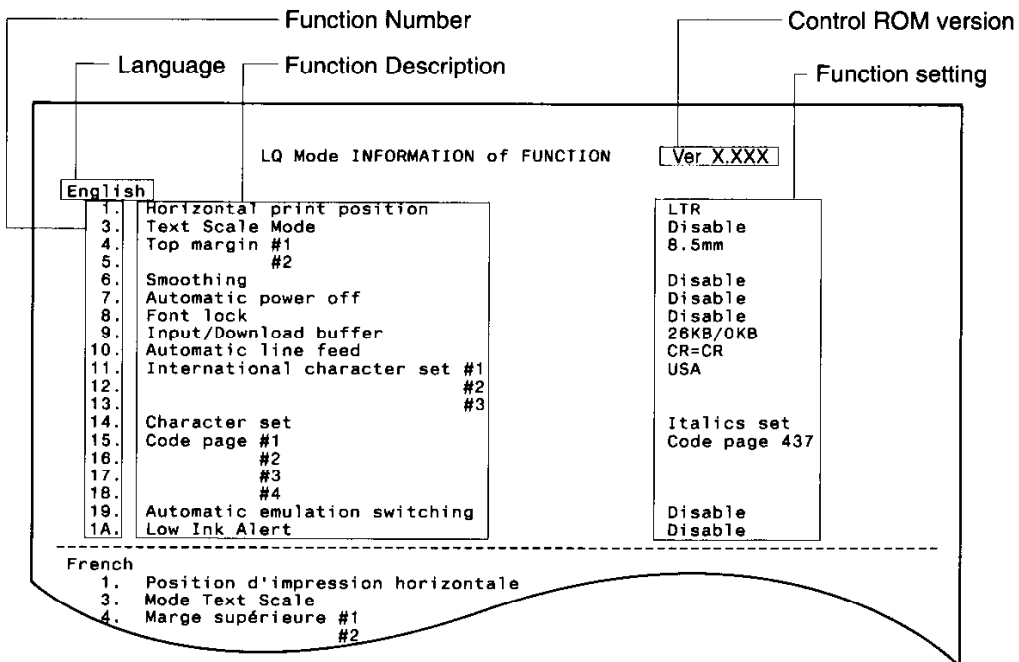 Function Number
Control ROM version
Language
Function Description
Function setting
LQ Mode INFORMATION of FUNCTION Ver X.XXX
English
1. Horizontal print position LTR
3. Text Scale Mode Disable
4. Top margin #1 8.5mm
5. #2
6. Smoothing Disable
7. Automatic power off Disable
8. Font lock Disable
9. Input/Download buffer 26KB/0KB
10. Automatic line feed CR=CR
11. International character set #1 USA
12. #2
13. #3
14. Character set Italics set
15. Code page #1 Code page 437
16. #2
17. #3
18. #4
19. Automatic emulation switching Disable
1A. Low Ink Alert Disable
French
1. Position d'impression horizontale
3. Mode Text Scale
4. Marge supérieure #1
#2